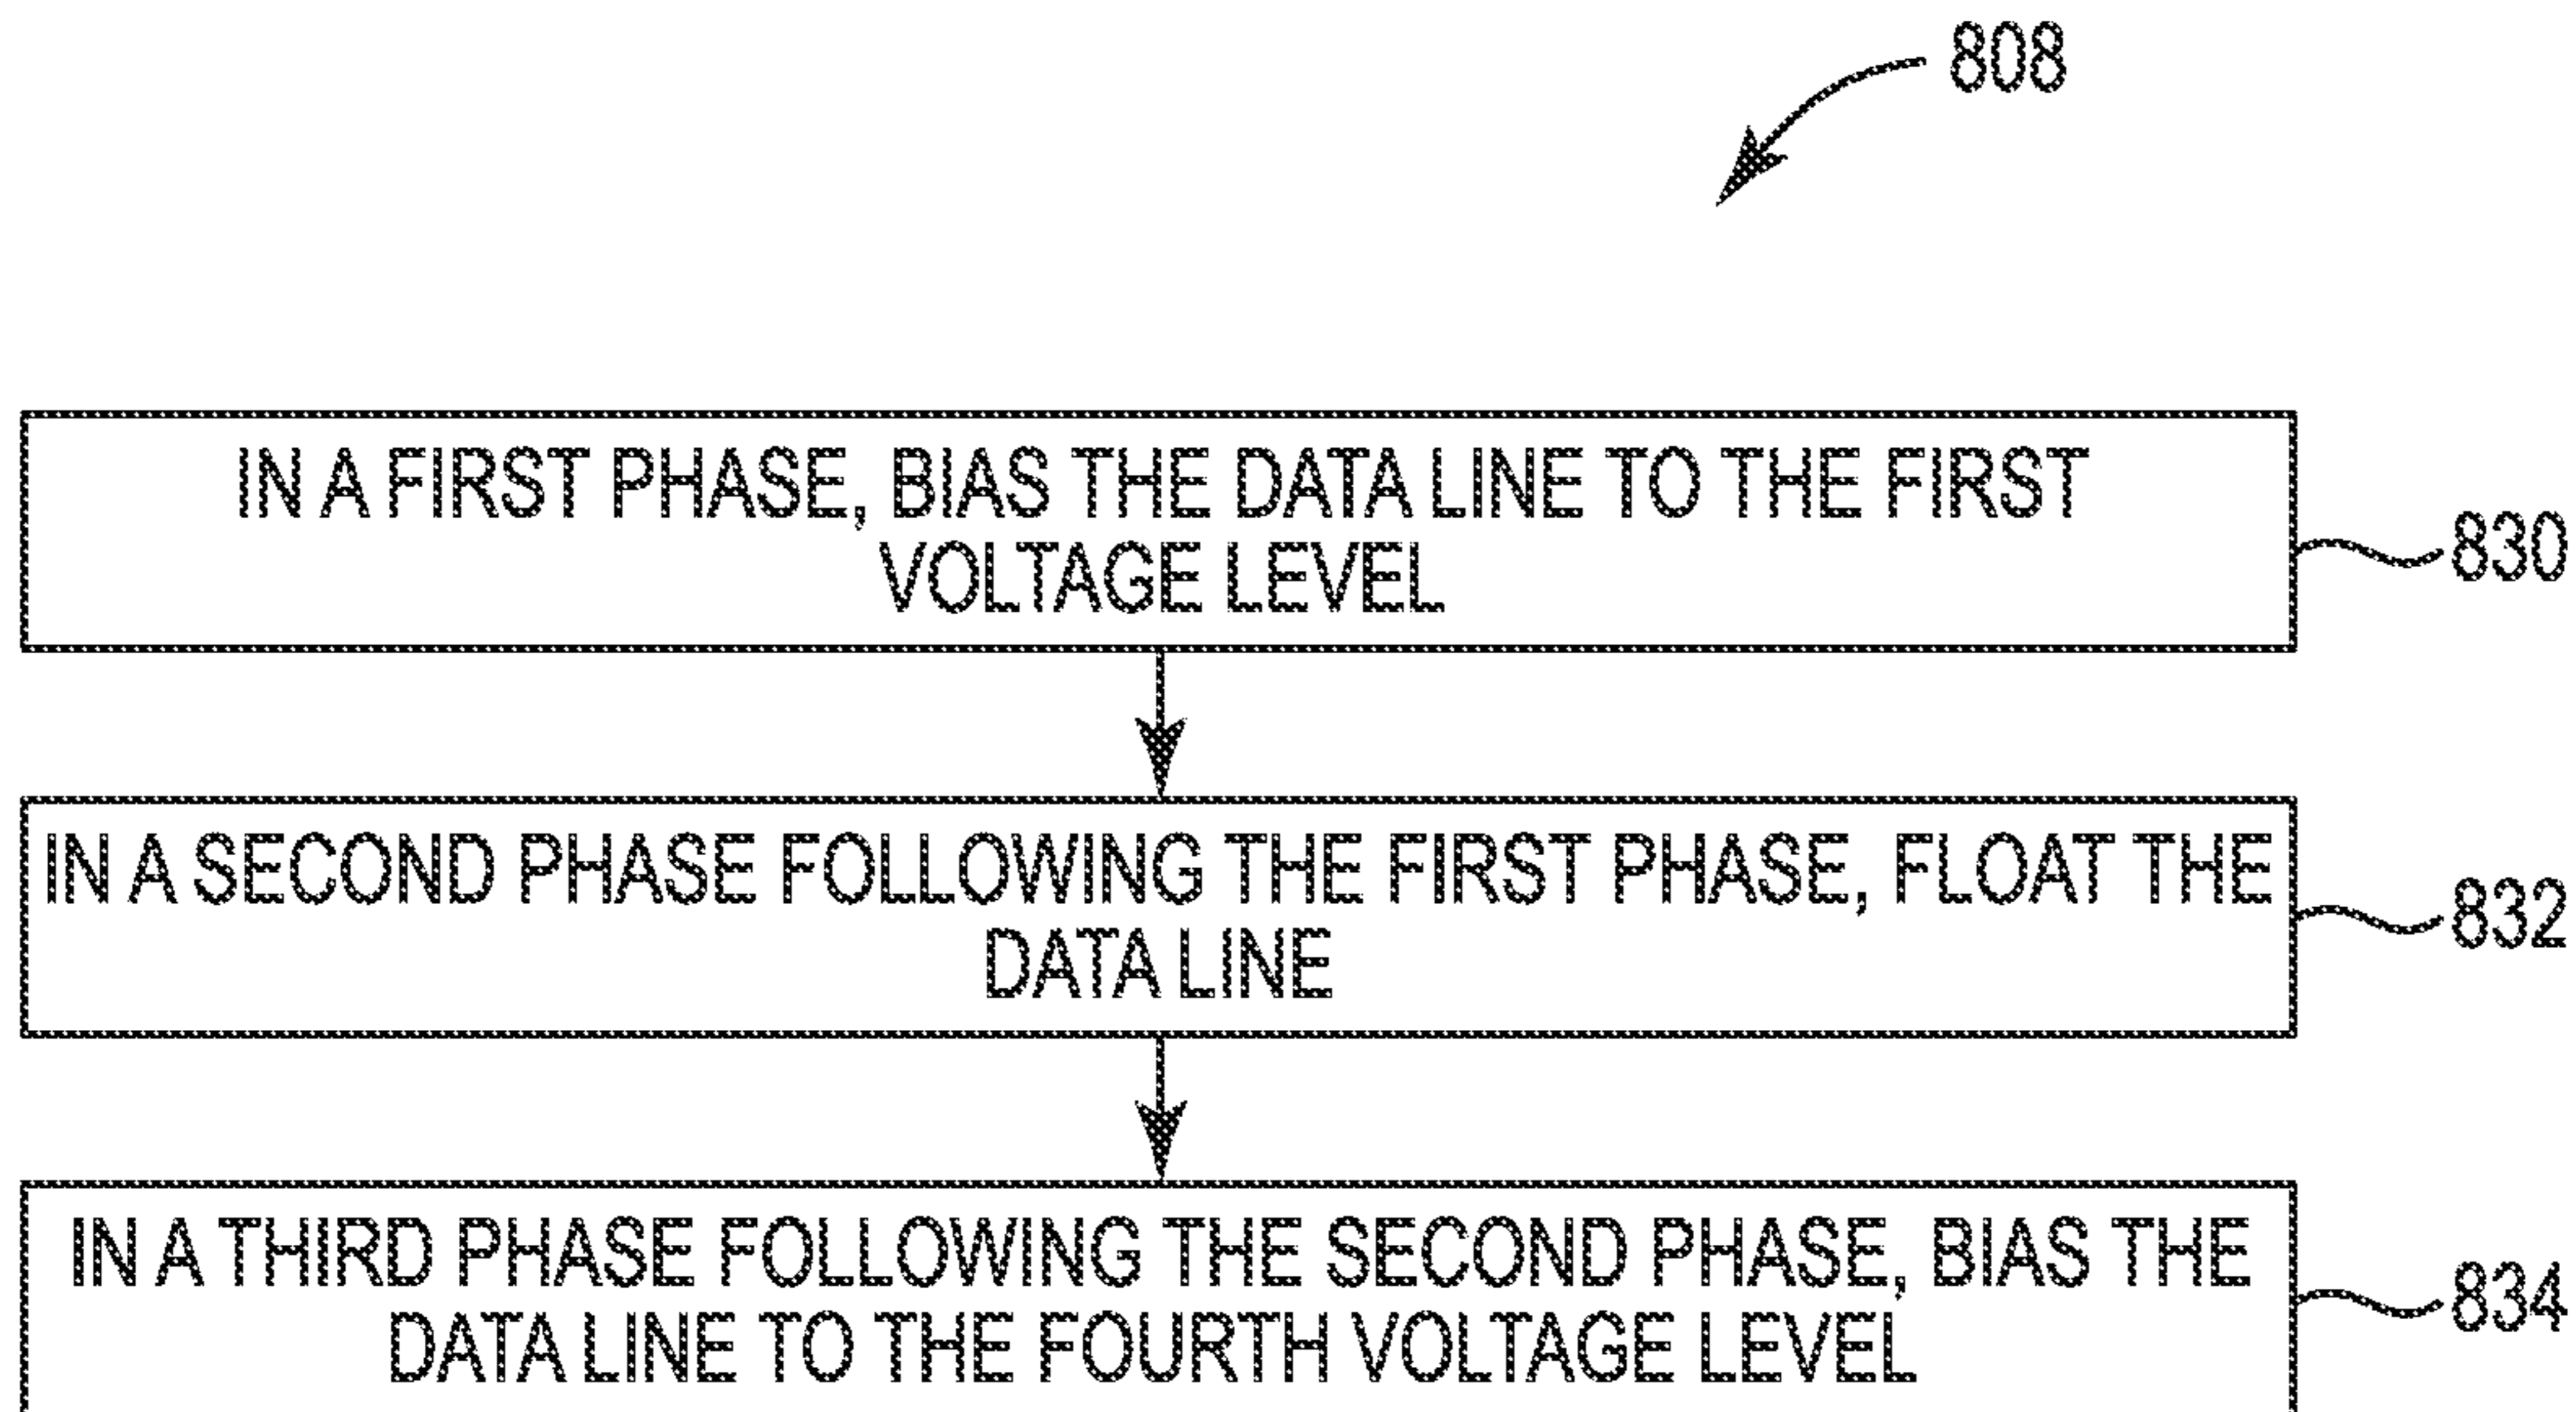 808
IN A FIRST PHASE, BIAS THE DATA LINE TO THE FIRST
VOLTAGE LEVEL
830
IN A SECOND PHASE FOLLOWING THE FIRST PHASE, FLOAT THE
DATA LINE
832
IN A THIRD PHASE FOLLOWING THE SECOND PHASE, BIAS THE
DATA LINE TO THE FOURTH VOLTAGE LEVEL
834